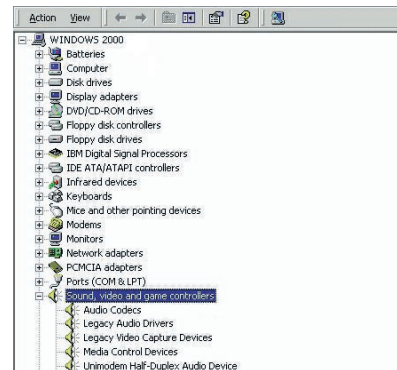 Action View
WINDOWS 2000
Batteries
Computer
Disk drives
Display adapters
DVD/CD-ROM drives
Floppy disk controllers
Floppy disk drives
IBM Digital Signal Processors
IDE ATA/ATAPI controllers
Infrared devices
Keyboards
Mice and other pointing devices
Modems
Monitors
Network adapters
PCMCIA adapters
Ports (COM & LPT)
Sound, video and game controllers
Audio Codecs
Legacy Audio Drivers
Legacy Video Capture Devices
Media Control Devices
Unimodem Half-Duplex Audio Device